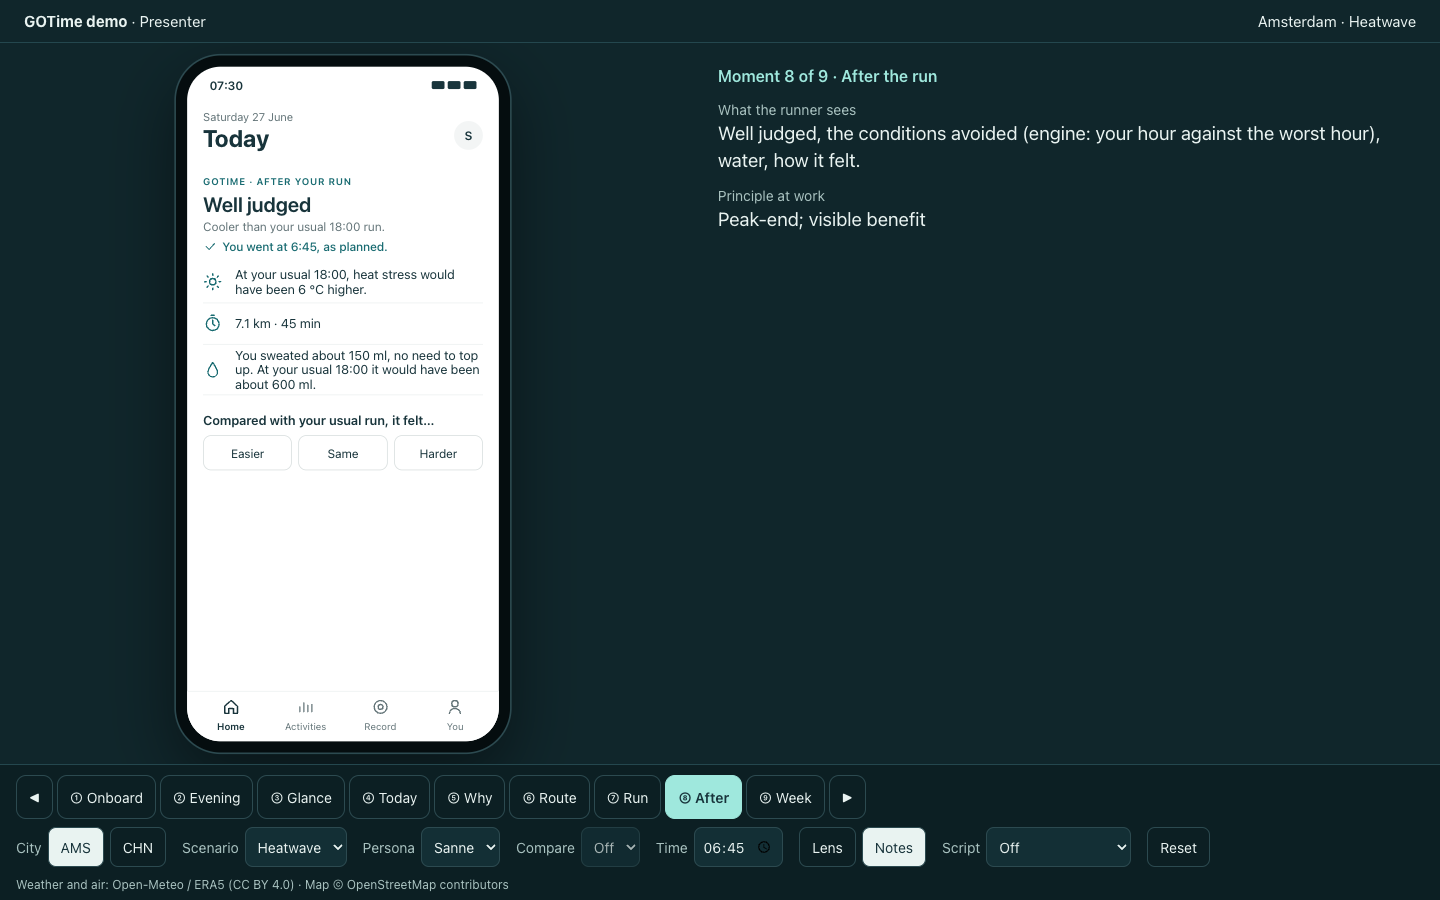 GOTime demo · Presenter
Amsterdam · Heatwave
07:30
Saturday 27 June
Today
S
GOTIME · AFTER YOUR RUN
Well judged
Cooler than your usual 18:00 run.
You went at 6:45, as planned.
At your usual 18:00, heat stress would
have been 6 °C higher.
7.1 km · 45 min
You sweated about 150 ml, no need to top
up. At your usual 18:00 it would have been
about 600 ml.
Compared with your usual run, it felt...
Easier Same Harder
Home Activities Record You
Moment 8 of 9 · After the run
What the runner sees
Well judged, the conditions avoided (engine: your hour against the worst hour),
water, how it felt.
Principle at work
Peak-end; visible benefit
◀ ① Onboard ② Evening ③ Glance ④ Today ⑤ Why ⑥ Route ⑦ Run ⑧ After ⑨ Week ▶
City AMS CHN Scenario Heatwave Persona Sanne Compare Off Time 06:45 Lens Notes Script Off Reset
Weather and air: Open-Meteo / ERA5 (CC BY 4.0) · Map © OpenStreetMap contributors